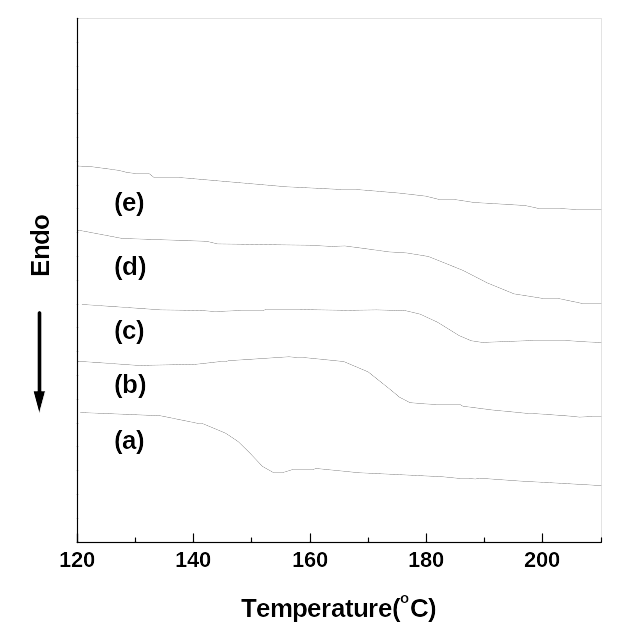 (e)
(d)
(c)
(b)
(a)
Endo
120 140 160 180 200
Temperature(°C)